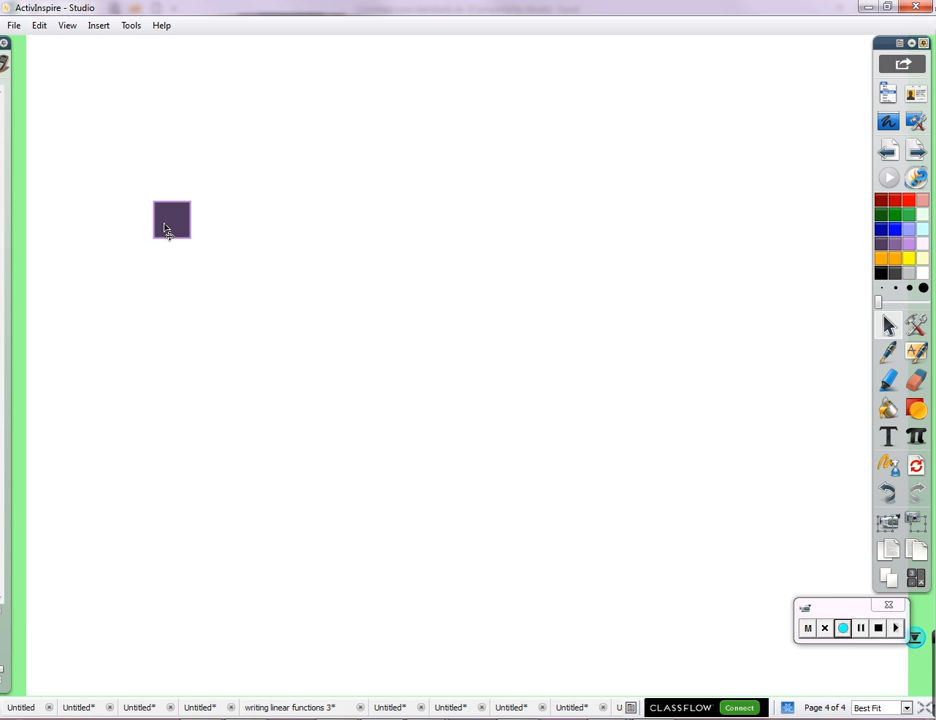 ActivInspire - Studio
File Edit View Insert Tools Help
T π
M
Untitled Untitled* Untitled* Untitled* writing linear functions 3* Untitled* Untitled* Untitled* Untitled* U CLASSFLOW Connect Page 4 of 4 Best Fit